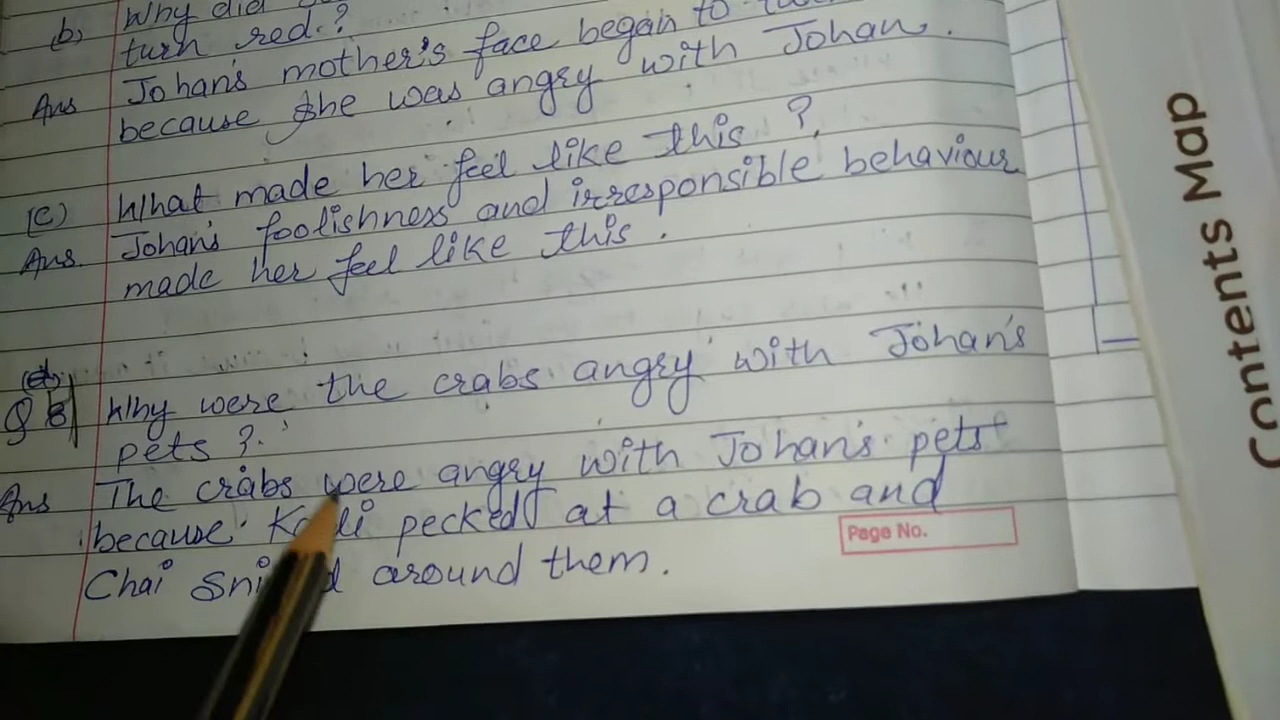 b) Why did
turn red.?
Johan's mother's face began to
Ans because she was angry with Johan.
(c) What made her feel like this ?
Ans. Johan's foolishness and irresponsible behaviour
made her feel like this.
Q Why were the crabs angry with Johan's
pets ?
Ans The crabs were angry with Johan's pets
because pecked at a crab and
Chai around them.
Page No.
Contents Map